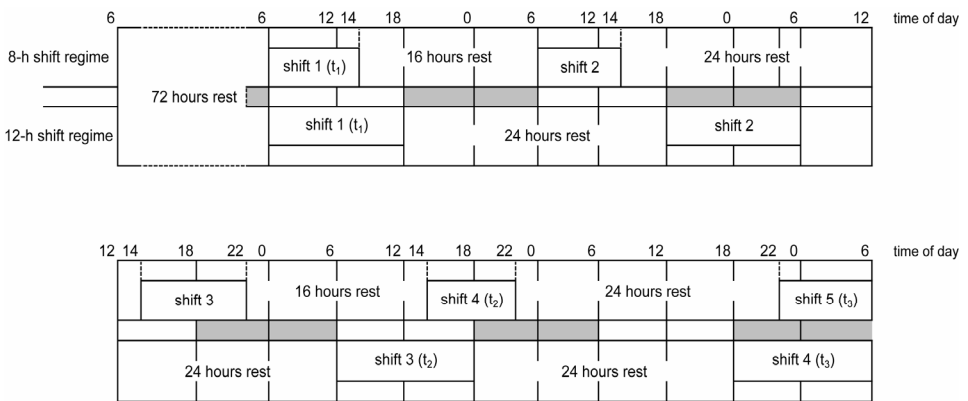 6 6 12 14 18 0 6 12 14 18 0 6 12 time of day
8-h shift regime shift 1 (t1) 16 hours rest shift 2 24 hours rest
72 hours rest
12-h shift regime shift 1 (t1) 24 hours rest shift 2
12 14 18 22 0 6 12 14 18 22 0 6 12 18 22 0 6 time of day
shift 3 16 hours rest shift 4 (t2) 24 hours rest shift 5 (t3)
24 hours rest shift 3 (t2) 24 hours rest shift 4 (t3)